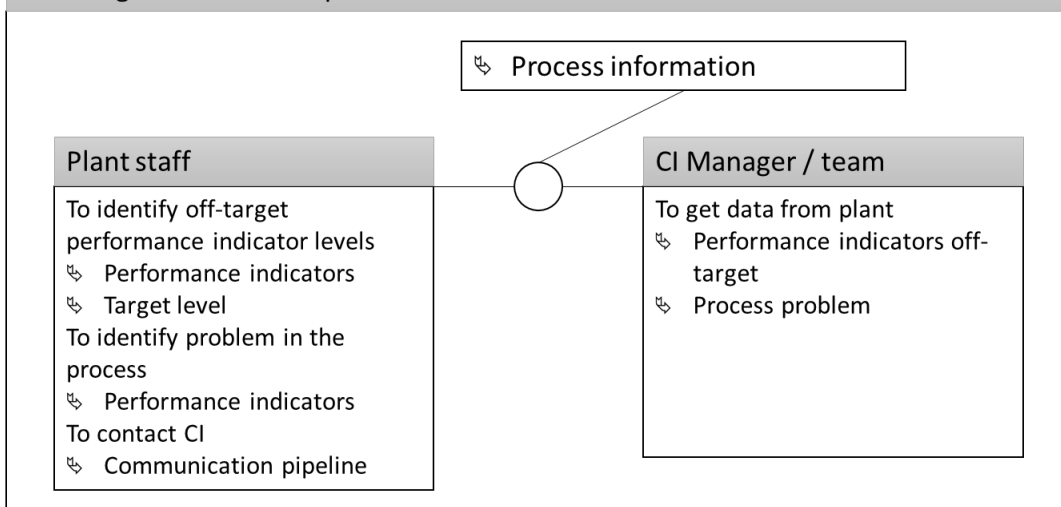 ⮱ Process information
Plant staff
To identify off-target
performance indicator levels
⮱ Performance indicators
⮱ Target level
To identify problem in the
process
⮱ Performance indicators
To contact CI
⮱ Communication pipeline
CI Manager / team
To get data from plant
⮱ Performance indicators off-
target
⮱ Process problem